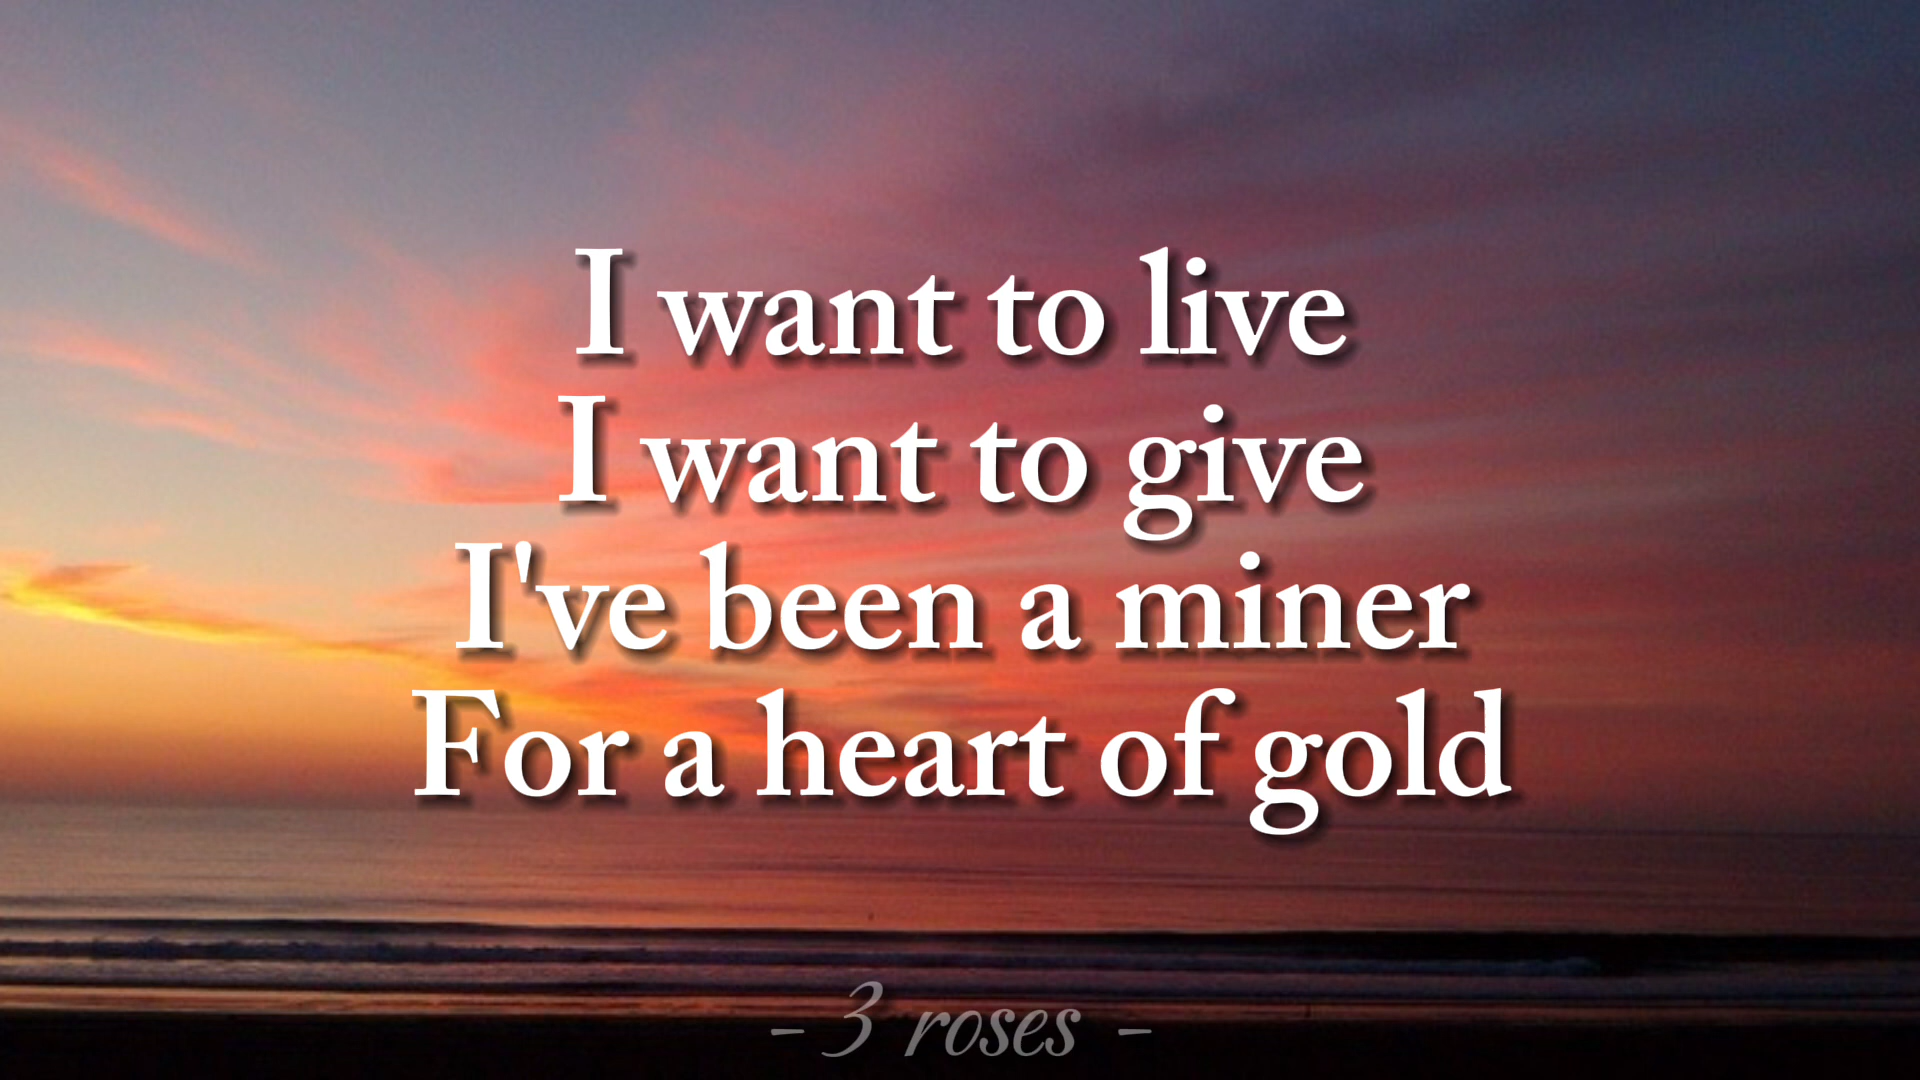 I want to live
I want to give
I've been a miner
For a heart of gold
- 3 roses -